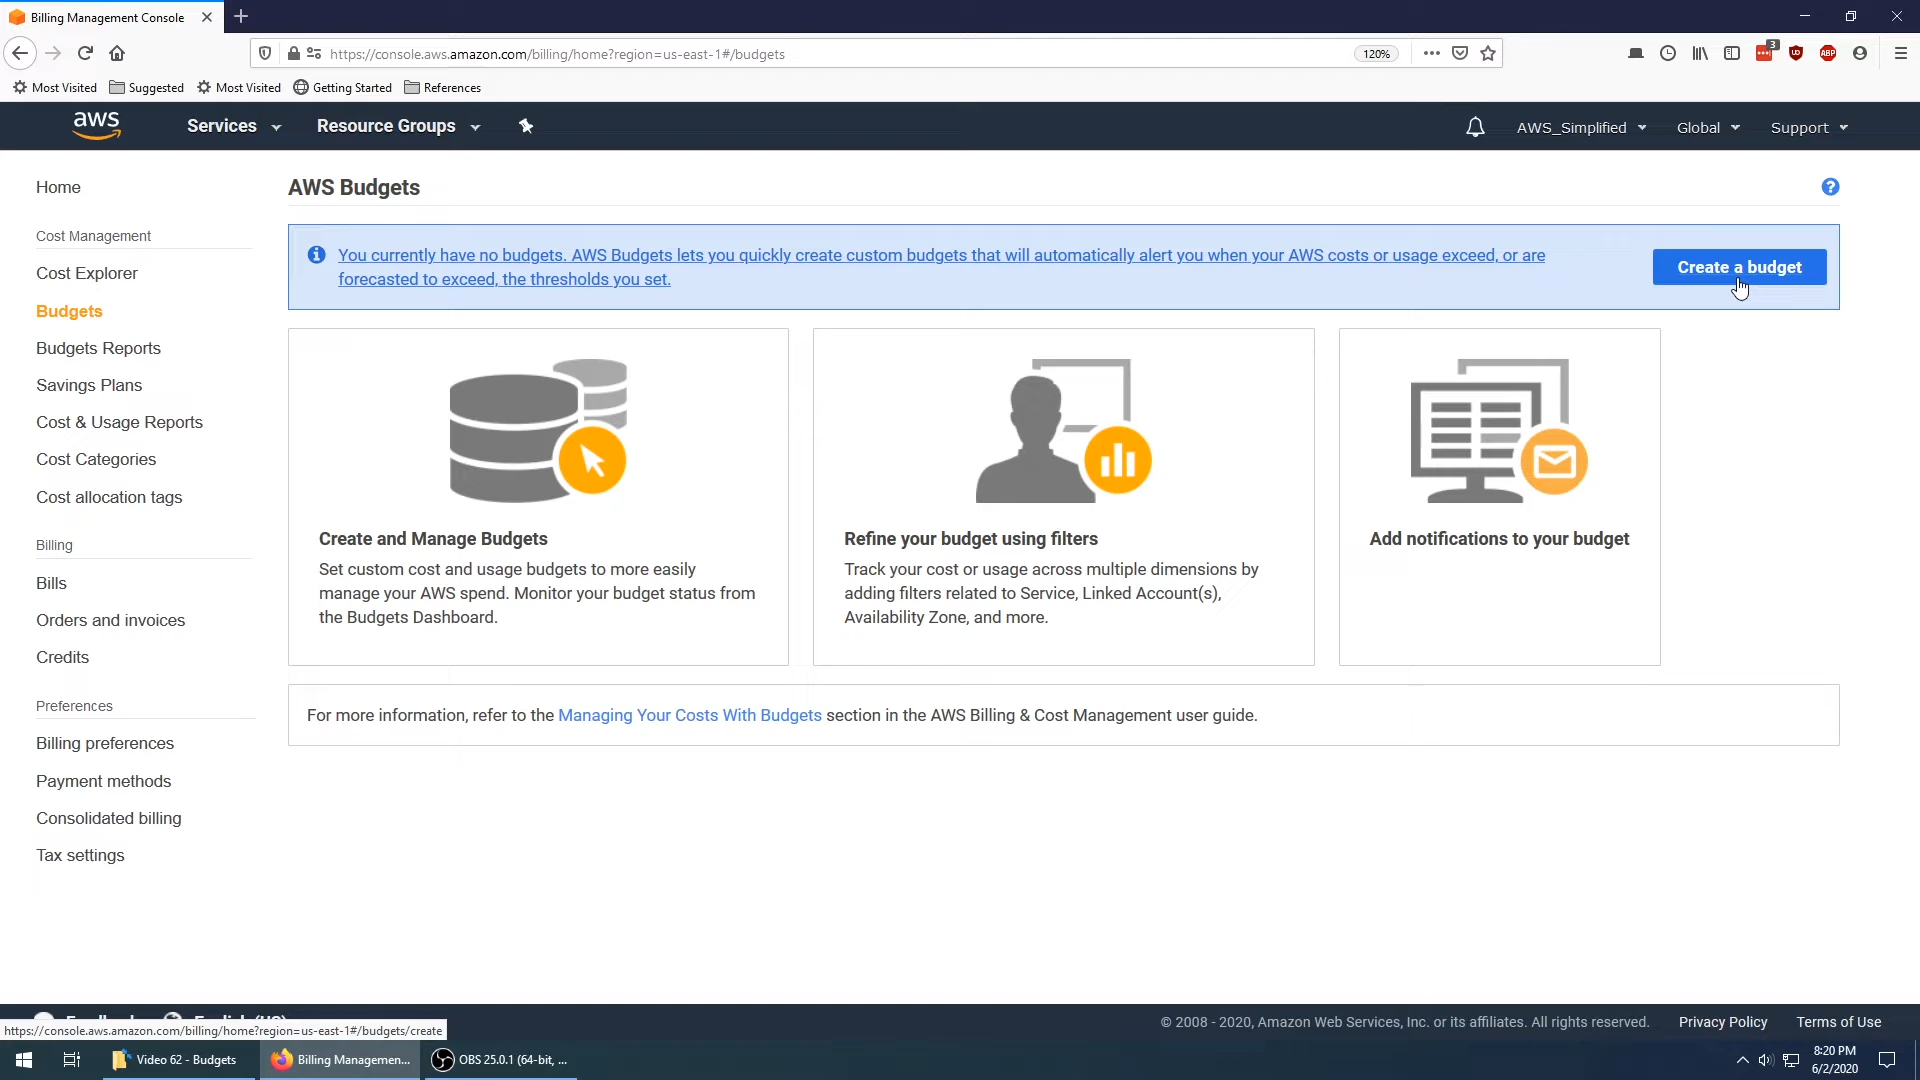 Billing Management Console
https://console.aws.amazon.com/billing/home?region=us-east-1#/budgets
120%
3
UD
ABP
Most Visited
Suggested
Most Visited
Getting Started
References
aws
Services
Resource Groups
AWS_Simplified
Global
Support
Home
Cost Management
Cost Explorer
Budgets
Budgets Reports
Savings Plans
Cost & Usage Reports
Cost Categories
Cost allocation tags
Billing
Bills
Orders and invoices
Credits
Preferences
Billing preferences
Payment methods
Consolidated billing
Tax settings
AWS Budgets
?
You currently have no budgets. AWS Budgets lets you quickly create custom budgets that will automatically alert you when your AWS costs or usage exceed, or are
forecasted to exceed, the thresholds you set.
Create a budget
Create and Manage Budgets
Set custom cost and usage budgets to more easily
manage your AWS spend. Monitor your budget status from
the Budgets Dashboard.
Refine your budget using filters
Track your cost or usage across multiple dimensions by
adding filters related to Service, Linked Account(s),
Availability Zone, and more.
Add notifications to your budget
For more information, refer to the Managing Your Costs With Budgets section in the AWS Billing & Cost Management user guide.
© 2008 - 2020, Amazon Web Services, Inc. or its affiliates. All rights reserved.
Privacy Policy
Terms of Use
https://console.aws.amazon.com/billing/home?region=us-east-1#/budgets/create
Video 62 - Budgets
Billing Managemen...
OBS 25.0.1 (64-bit, ...
8:20 PM
6/2/2020